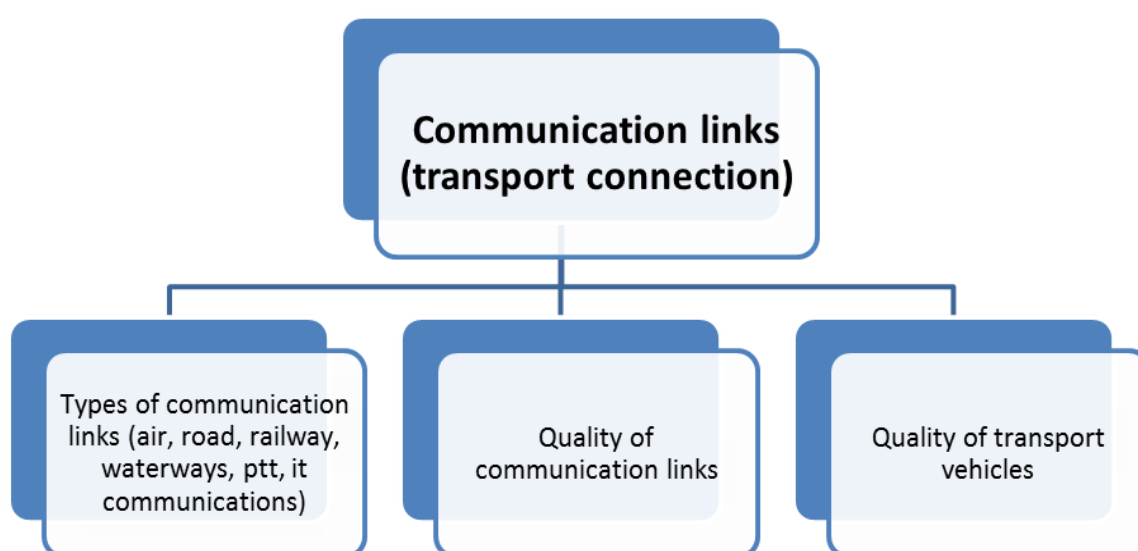 Communication links
(transport connection)
Types of communication
links (air, road, railway,
waterways, ptt, it
communications)
Quality of
communication links
Quality of transport
vehicles